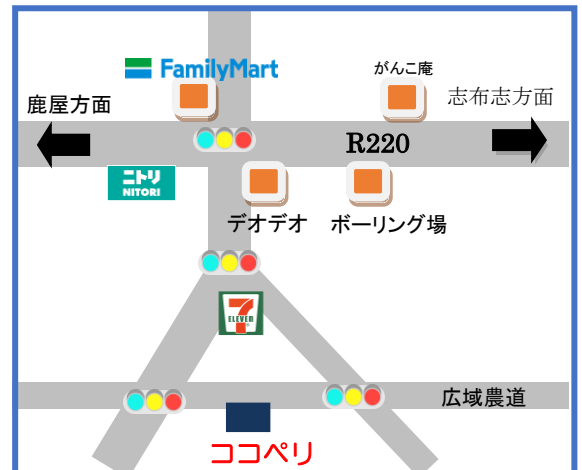 FamilyMart
がんこ庵
鹿屋方面
志布志方面
R220
ニトリ
NITORI
デオデオ
ボーリング場
7
ELEVEN
広域農道
ココペリ